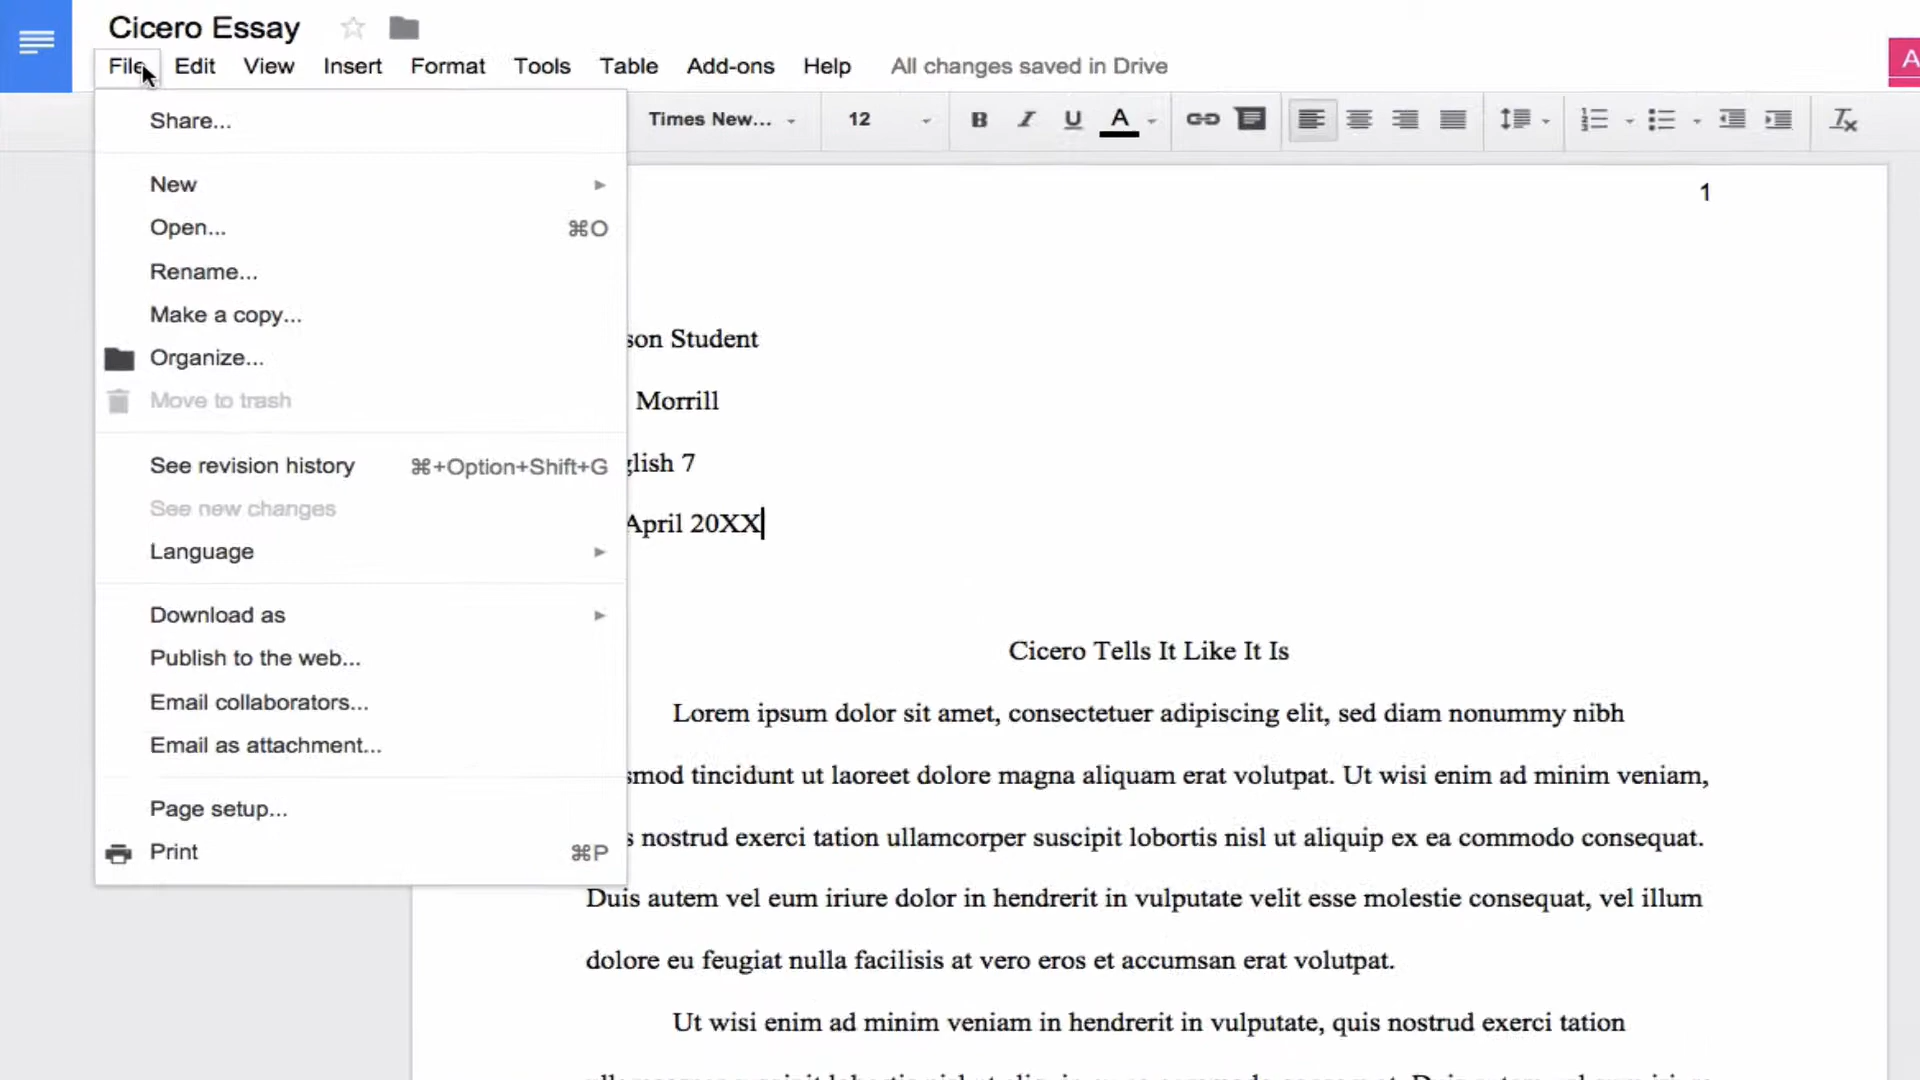 Cicero Essay
File Edit View Insert Format Tools Table Add-ons Help All changes saved in Drive
A
Times New... 12 B I U A
Share...
New
Open... ⌘O
Rename...
Make a copy...
Organize...
Move to trash
See revision history ⌘+Option+Shift+G
See new changes
Language
Download as
Publish to the web...
Email collaborators...
Email as attachment...
Page setup...
Print ⌘P
1
son Student
Morrill
glish 7
April 20XX
Cicero Tells It Like It Is
Lorem ipsum dolor sit amet, consectetuer adipiscing elit, sed diam nonummy nibh
smod tincidunt ut laoreet dolore magna aliquam erat volutpat. Ut wisi enim ad minim veniam,
s nostrud exerci tation ullamcorper suscipit lobortis nisl ut aliquip ex ea commodo consequat.
Duis autem vel eum iriure dolor in hendrerit in vulputate velit esse molestie consequat, vel illum
dolore eu feugiat nulla facilisis at vero eros et accumsan erat volutpat.
Ut wisi enim ad minim veniam in hendrerit in vulputate, quis nostrud exerci tation